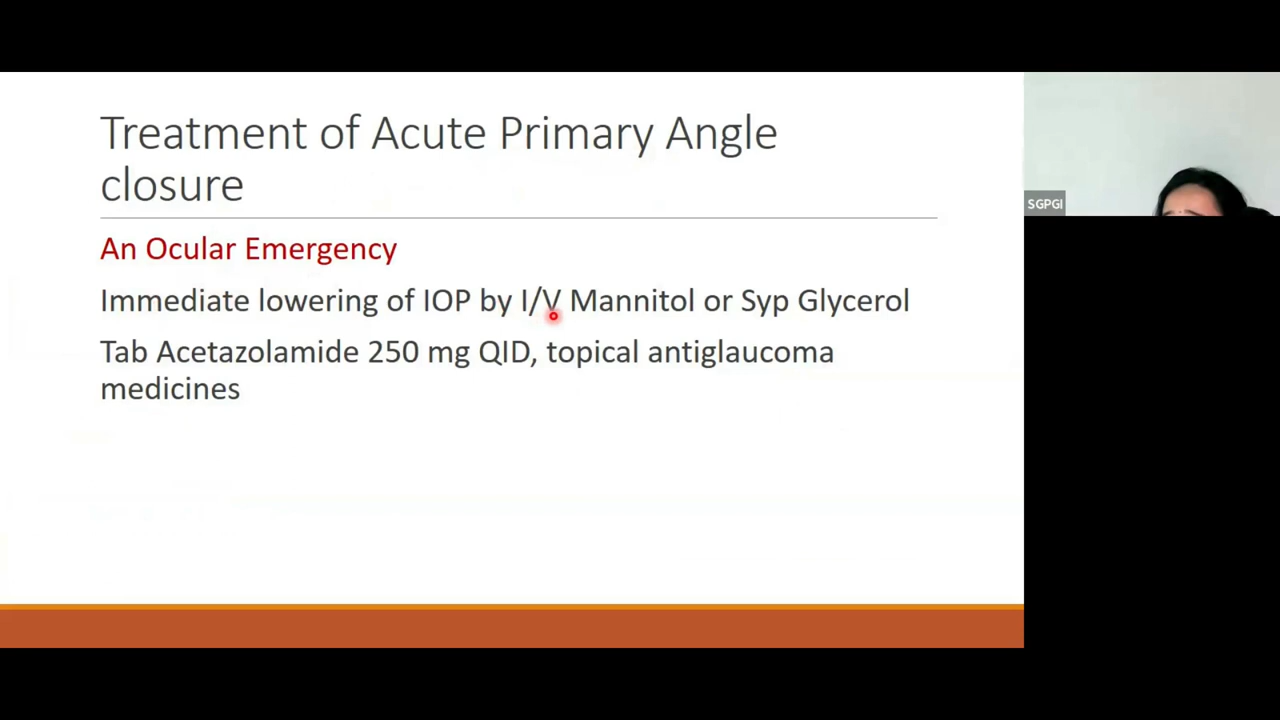 Treatment of Acute Primary Angle
closure
An Ocular Emergency
Immediate lowering of IOP by I/V Mannitol or Syp Glycerol
Tab Acetazolamide 250 mg QID, topical antiglaucoma
medicines
SGPGI